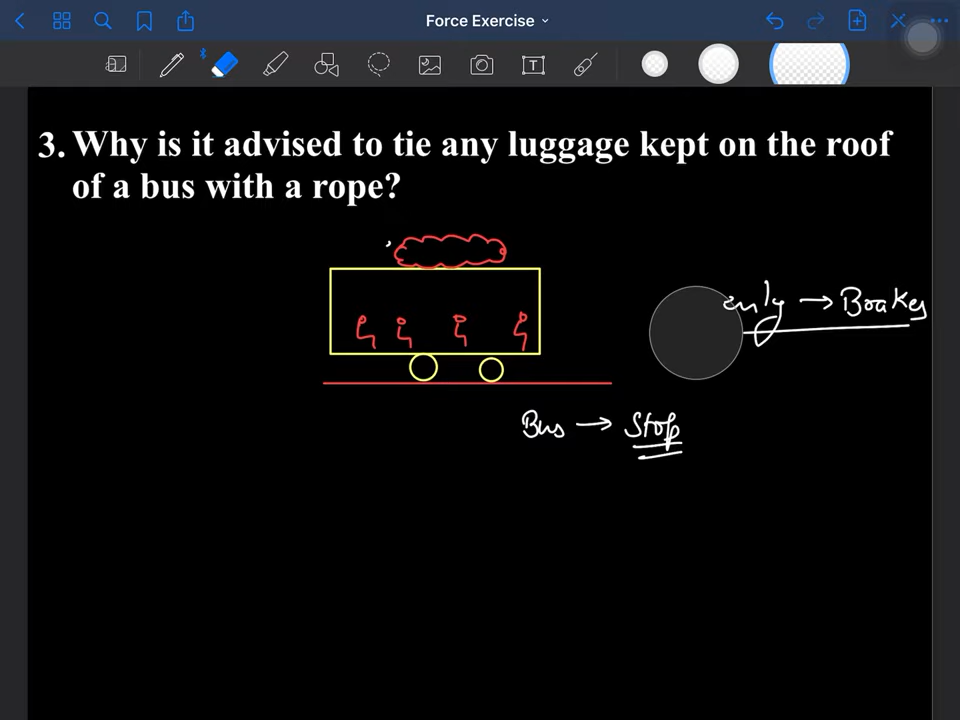 Force Exercise
T
3. Why is it advised to tie any luggage kept on the roof
of a bus with a rope?
→ Brakes
Bus → Stop